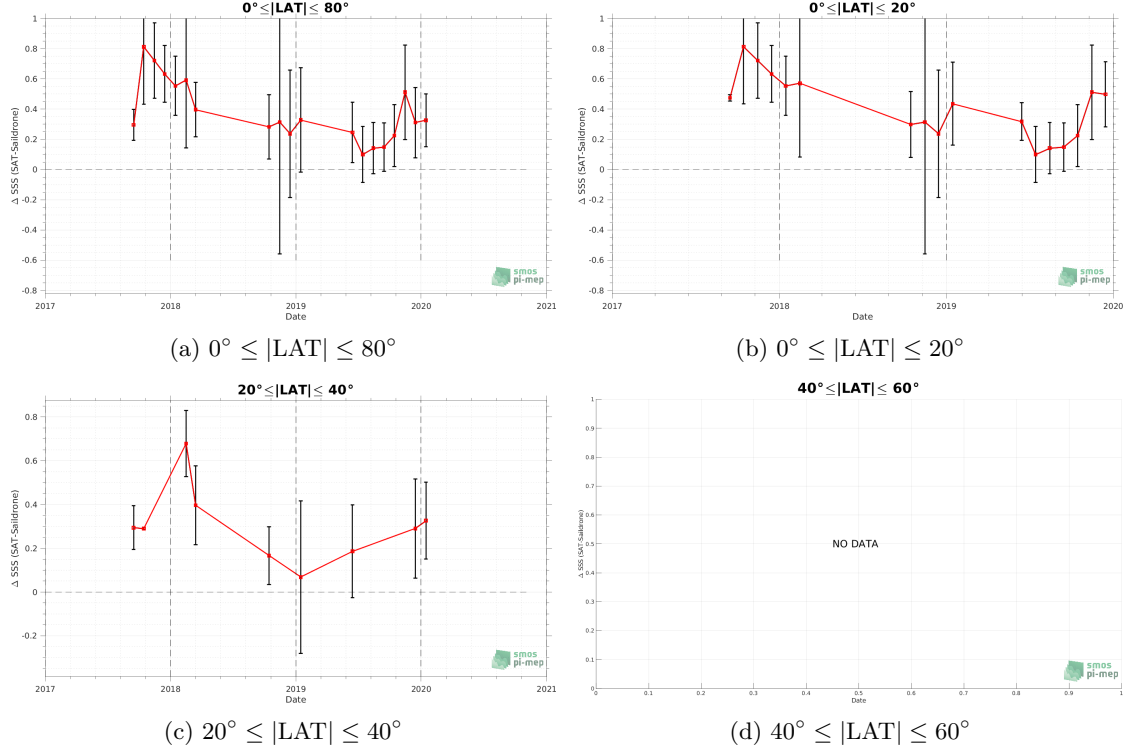 0°≤|LAT|≤ 80°
Δ SSS (SAT-Saildrone)
1
0.8
0.6
0.4
0.2
0
-0.2
-0.4
-0.6
-0.8
2017
2018
2019
2020
2021
Date
smos
pi-mep
(a) 0° ≤ |LAT| ≤ 80°
0°≤|LAT|≤ 20°
Δ SSS (SAT-Saildrone)
1
0.8
0.6
0.4
0.2
0
-0.2
-0.4
-0.6
-0.8
2017
2018
2019
2020
Date
smos
pi-mep
(b) 0° ≤ |LAT| ≤ 20°
20°≤|LAT|≤ 40°
Δ SSS (SAT-Saildrone)
0.8
0.6
0.4
0.2
0
-0.2
2017
2018
2019
2020
2021
Date
smos
pi-mep
(c) 20° ≤ |LAT| ≤ 40°
40°≤|LAT|≤ 60°
Δ SSS (SAT-Saildrone)
1
0.9
0.8
0.7
0.6
0.5
0.4
0.3
0.2
0.1
0
NO DATA
0
0.1
0.2
0.3
0.4
0.5
0.6
0.7
0.8
0.9
1
Date
smos
pi-mep
(d) 40° ≤ |LAT| ≤ 60°